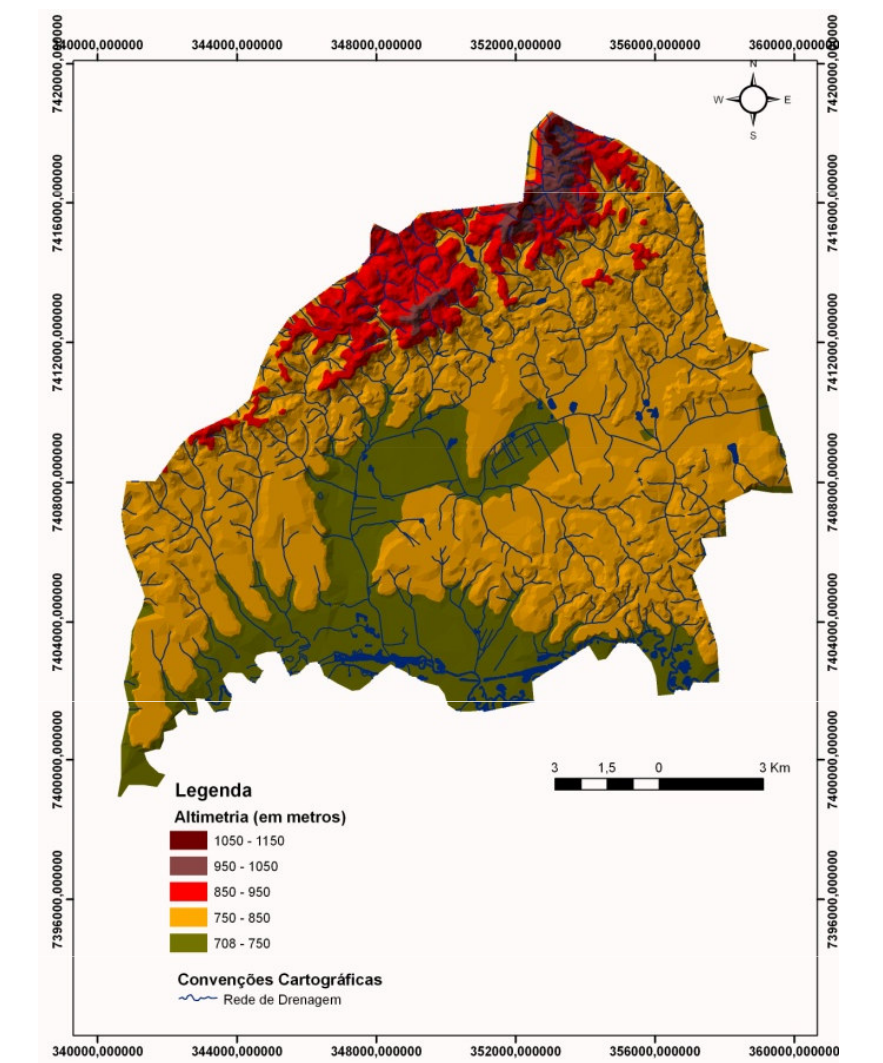 340000,000000 344000,000000 348000,000000 352000,000000 356000,000000 360000,000000
7420000,000000
7420000,000000
N
W E
S
7416000,000000
7416000,000000
7412000,000000
7412000,000000
7408000,000000
7408000,000000
7404000,000000
7404000,000000
7400000,000000
7400000,000000
3 1,5 0 3 Km
Legenda
Altimetria (em metros)
1050 - 1150
950 - 1050
850 - 950
750 - 850
708 - 750
7396000,000000
7396000,000000
Convenções Cartográficas
Rede de Drenagem
340000,000000 344000,000000 348000,000000 352000,000000 356000,000000 360000,000000